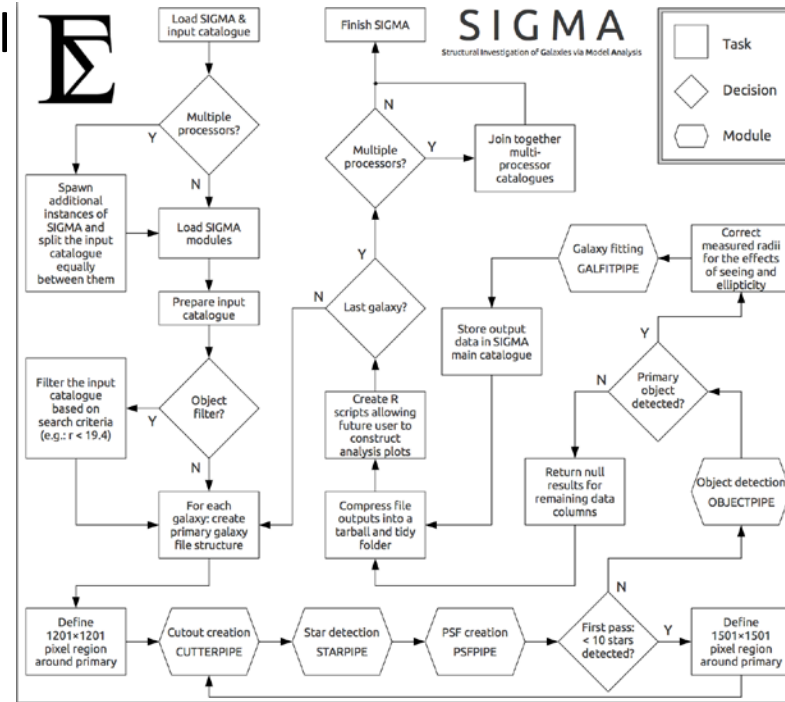 Load SIGMA &
input catalogue
Multiple
processors?
Y
N
Spawn
additional
instances of
SIGMA and
split the input
catalogue
equally
between them
Load SIGMA
modules
Prepare input
catalogue
Object
filter?
Y
N
Filter the input
catalogue
based on
search criteria
(e.g.: r < 19.4)
For each
galaxy: create
primary galaxy
file structure
Define
1201×1201
pixel region
around primary
Cutout creation
CUTTERPIPE
Star detection
STARPIPE
PSF creation
PSFPIPE
First pass:
< 10 stars
detected?
Y
N
Define
1501×1501
pixel region
around primary
Object detection
OBJECTPIPE
Primary
object
detected?
Y
N
Correct
measured radii
for the effects
of seeing and
ellipticity
Galaxy fitting
GALFITPIPE
Store output
data in SIGMA
main catalogue
Return null
results for
remaining data
columns
Compress file
outputs into a
tarball and tidy
folder
Create R
scripts allowing
future user to
construct
analysis plots
Last galaxy?
N
Y
Multiple
processors?
Y
N
Join together
multi-
processor
catalogues
Finish SIGMA
SIGMA
Structural Investigation of Galaxies via Model Analysis
Task
Decision
Module